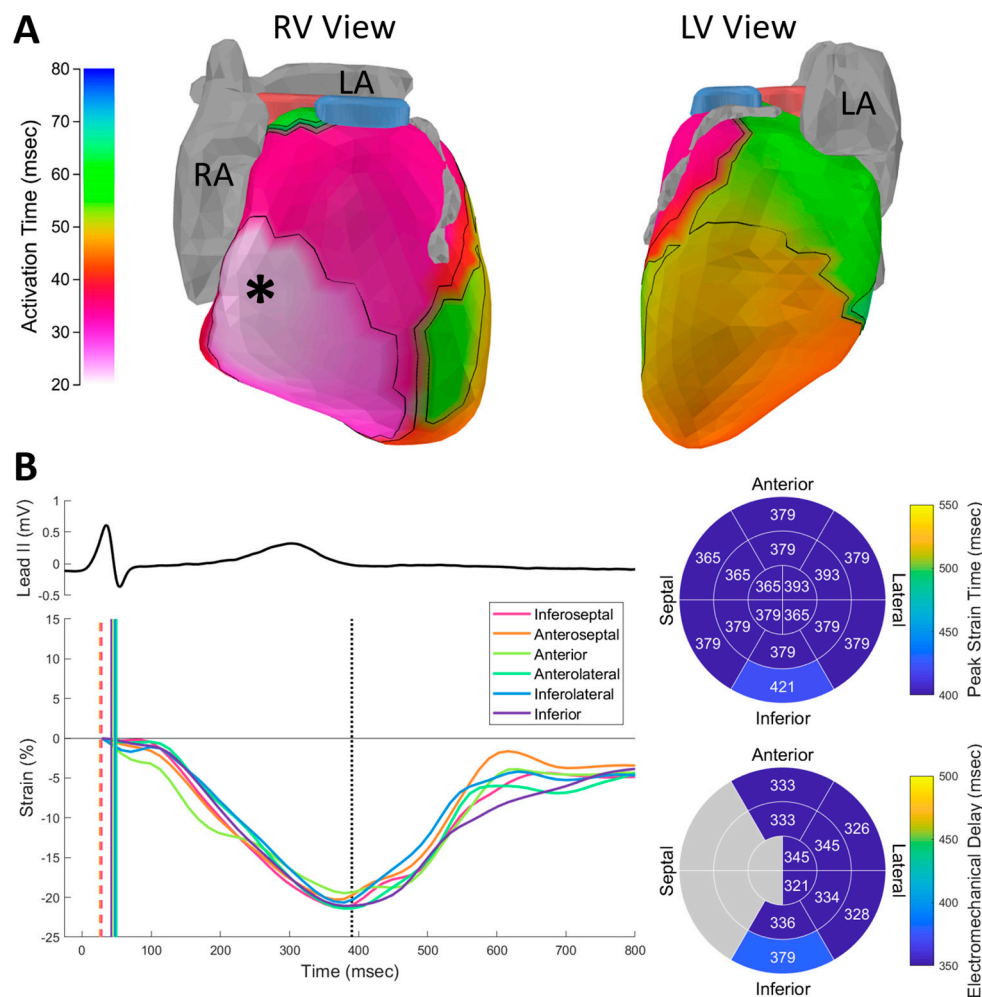 A
RV View
LV View
LA
LA
RA
*
Activation Time (msec)
80
70
60
50
40
30
20
B
Lead II (mV)
1
0.5
0
-0.5
Strain (%)
15
10
5
0
-5
-10
-15
-20
-25
0 100 200 300 400 500 600 700 800
Time (msec)
Inferoseptal
Anteroseptal
Anterior
Anterolateral
Inferolateral
Inferior
Anterior
Septal
Lateral
Inferior
379
379
365 379
365 393
365 393
379 365
379 379
379 379
379
421
Peak Strain Time (msec)
550
500
450
400
Anterior
Septal
Lateral
Inferior
333
333
326
345
345
321
334
328
336
379
Electromechanical Delay (msec)
500
450
400
350